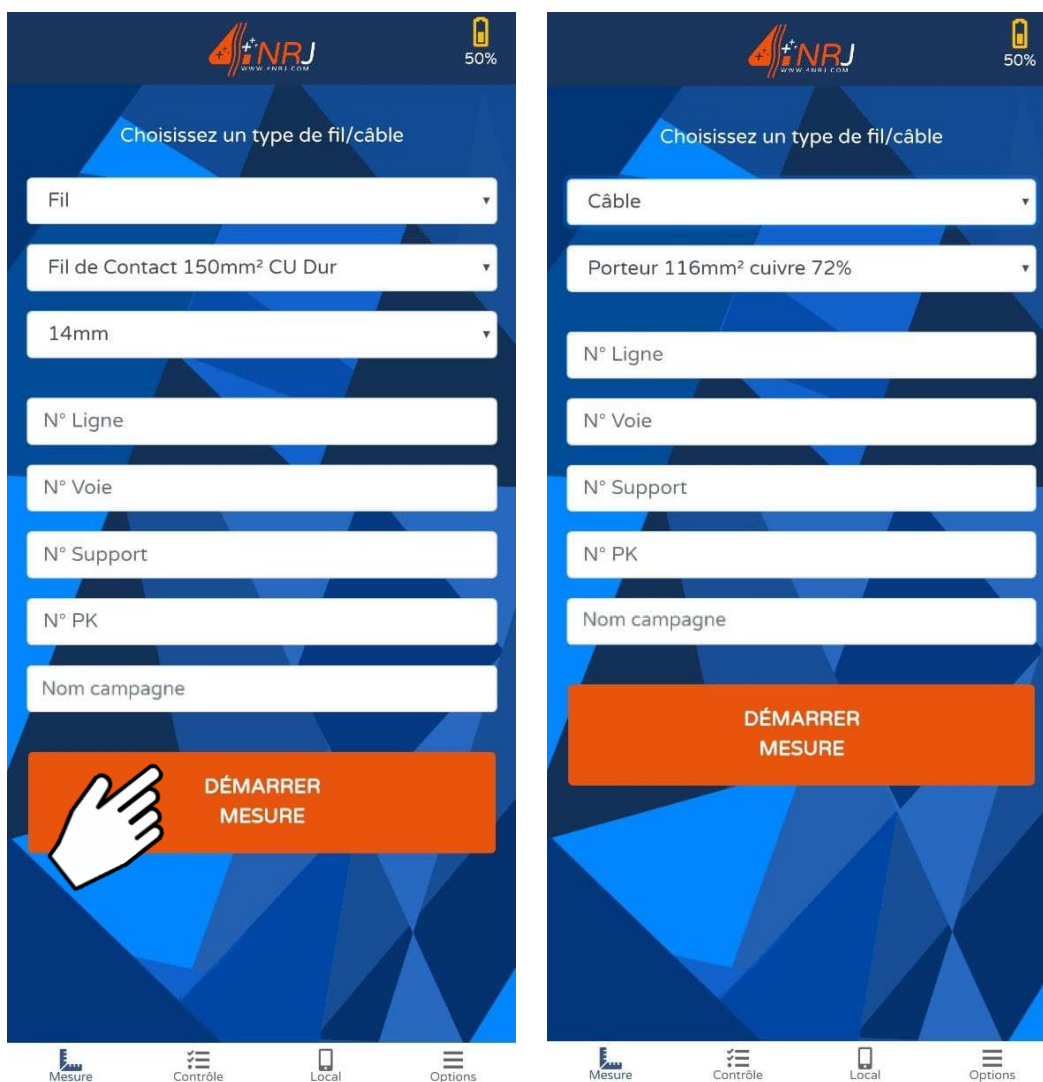 4iNRJ
WWW.4NRJ.COM
50%
Choisissez un type de fil/câble
Fil
Fil de Contact 150mm² CU Dur
14mm
N° Ligne
N° Voie
N° Support
N° PK
Nom campagne
DÉMARRER
MESURE
Mesure
Contrôle
Local
Options
4iNRJ
WWW.4NRJ.COM
50%
Choisissez un type de fil/câble
Câble
Porteur 116mm² cuivre 72%
N° Ligne
N° Voie
N° Support
N° PK
Nom campagne
DÉMARRER
MESURE
Mesure
Contrôle
Local
Options